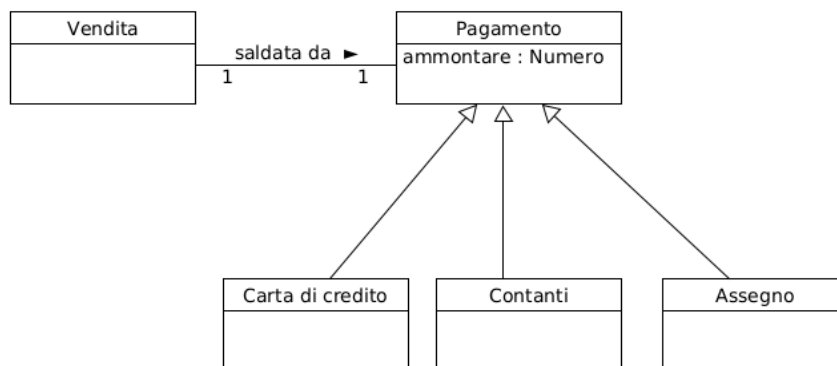 Vendita
Pagamento
saldata da ►
ammontare : Numero
1
1
Carta di credito
Contanti
Assegno